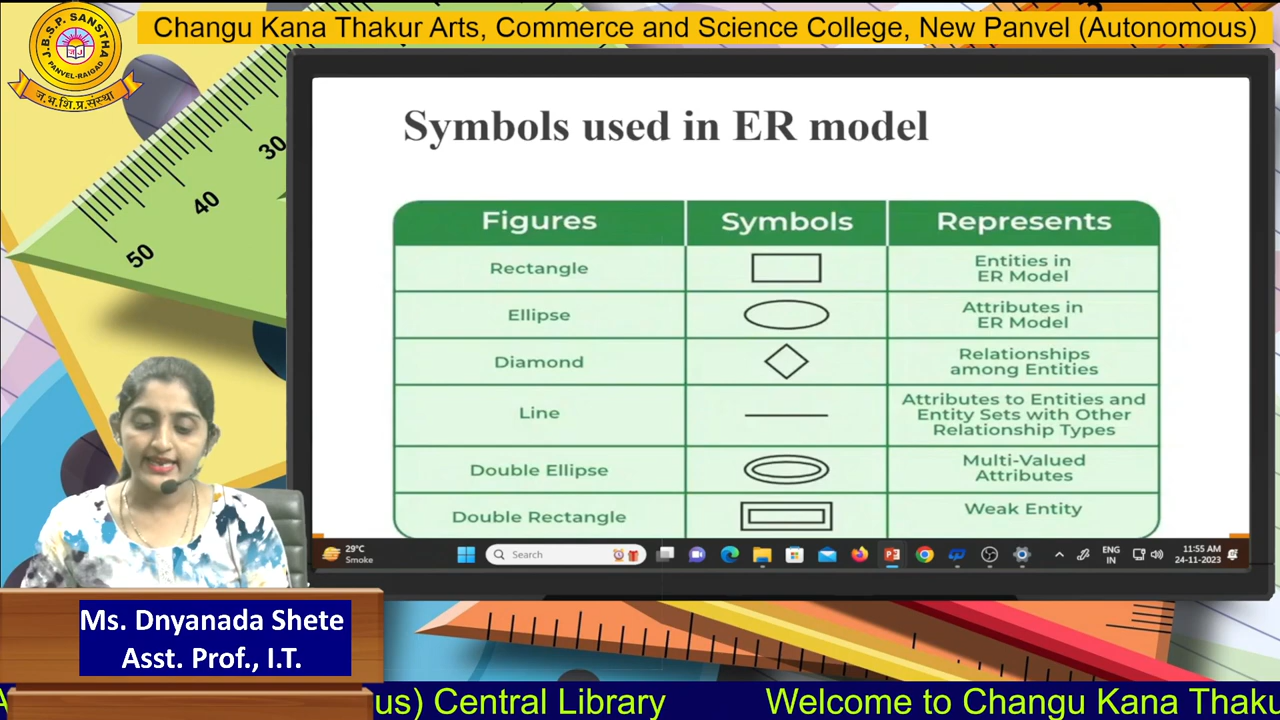 Changu Kana Thakur Arts, Commerce and Science College, New Panvel (Autonomous)
J.B.S.P. SANSTHA
PANVEL-RAIGAD
ज.भ.शि.प्र.संस्था
30
40
50
Symbols used in ER model
Figures Symbols Represents
Rectangle Entities in
ER Model
Ellipse Attributes in
ER Model
Diamond Relationships
among Entities
Line Attributes to Entities and
Entity Sets with Other
Relationship Types
Double Ellipse Multi-Valued
Attributes
Double Rectangle Weak Entity
29°C
Smoke
Search
ENG
IN
11:55 AM
24-11-2023
Ms. Dnyanada Shete
Asst. Prof., I.T.
us) Central Library Welcome to Changu Kana Thaku